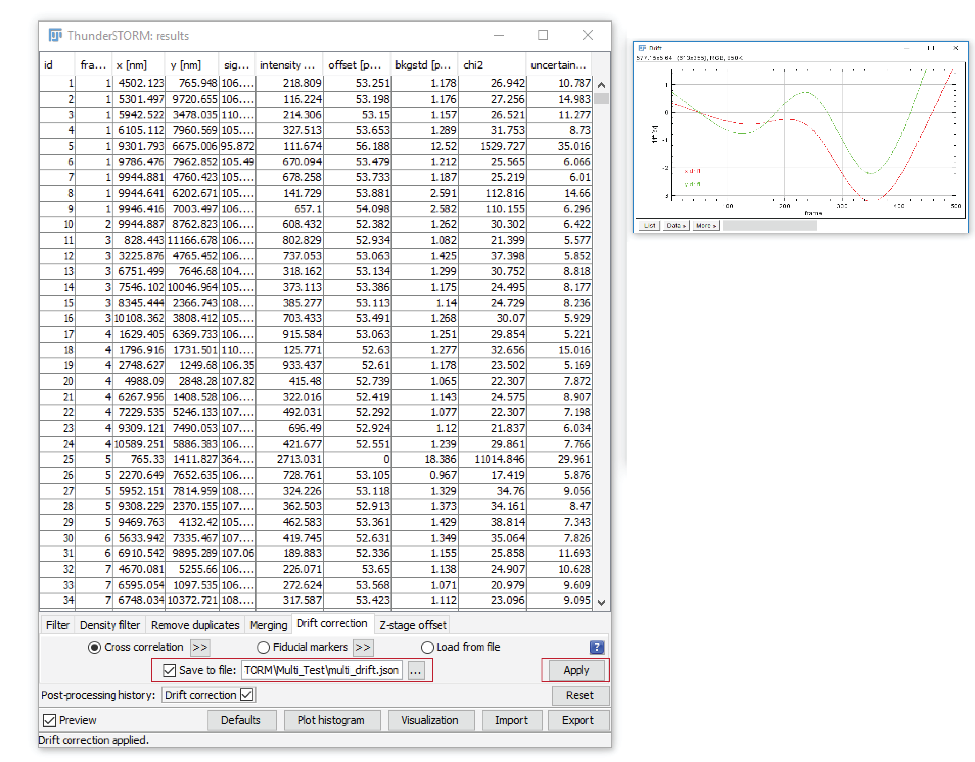 ThunderSTORM: results
id fra... x [nm] y [nm] sig... intensity ... offset [p... bkgstd [p... chi2 uncertain...
1 1 4502.123 765.948 106.... 218.809 53.251 1.178 26.942 10.787
2 1 5301.497 9720.655 106.... 116.224 53.198 1.176 27.256 14.983
3 1 5942.522 3478.035 110.... 214.306 53.15 1.157 26.521 11.277
4 1 6105.112 7960.569 105.... 327.513 53.653 1.289 31.753 8.73
5 1 9301.793 6675.006 95.872 111.674 56.188 12.52 1529.727 35.016
6 1 9786.476 7962.852 105.49 670.094 53.479 1.212 25.565 6.066
7 1 9944.881 4760.423 105.... 678.258 53.733 1.187 25.219 6.01
8 1 9944.641 6202.671 105.... 141.729 53.881 2.591 112.816 14.66
9 1 9946.416 7003.497 106.... 657.1 54.098 2.582 110.155 6.296
10 2 9944.887 8762.823 106.... 608.432 52.382 1.262 30.302 6.422
11 3 828.443 11166.678 106.... 802.829 52.934 1.082 21.399 5.577
12 3 3225.876 4765.452 106.... 737.053 53.063 1.425 37.398 5.852
13 3 6751.499 7646.68 104.... 318.162 53.134 1.299 30.752 8.818
14 3 7546.102 10046.964 105.... 373.113 53.386 1.175 24.495 8.177
15 3 8345.444 2366.743 108.... 385.277 53.113 1.14 24.729 8.236
16 3 10108.362 3808.412 105.... 703.433 53.491 1.268 30.07 5.929
17 4 1629.405 6369.733 106.... 915.584 53.063 1.251 29.854 5.221
18 4 1796.916 1731.501 110.... 125.771 52.63 1.277 32.656 15.016
19 4 2748.627 1249.68 106.35 933.437 52.61 1.178 23.502 5.169
20 4 4988.09 2848.28 107.82 415.48 52.739 1.065 22.307 7.872
21 4 6267.956 1408.528 106.... 322.016 52.419 1.143 24.575 8.907
22 4 7229.535 5246.133 107.... 492.031 52.292 1.077 22.307 7.198
23 4 9309.121 7490.053 107.... 696.49 52.924 1.12 21.837 6.034
24 4 10589.251 5886.383 106.... 421.677 52.551 1.239 29.861 7.766
25 5 765.33 1411.827 364.... 2713.031 0 18.386 11014.846 29.961
26 5 2270.649 7652.635 106.... 728.761 53.105 0.967 17.419 5.876
27 5 5952.151 7814.959 108.... 324.226 53.118 1.329 34.76 9.056
28 5 9308.229 2370.155 107.... 362.503 52.913 1.373 34.161 8.47
29 5 9469.763 4132.42 105.... 462.583 53.361 1.429 38.814 7.343
30 6 5633.942 7335.467 107.... 419.745 52.631 1.349 35.064 7.826
31 6 6910.542 9895.289 107.06 189.883 52.336 1.155 25.858 11.693
32 7 4670.081 5255.66 106.... 226.071 53.65 1.138 24.907 10.628
33 7 6595.054 1097.535 106.... 272.624 53.568 1.071 20.979 9.609
34 7 6748.034 10372.721 108.... 317.587 53.423 1.112 23.096 9.095
Filter Density filter Remove duplicates Merging Drift correction Z-stage offset
Cross correlation >> Fiducial markers >> Load from file ?
Save to file: TORM\Multi_Test\multi_drift.json ... Apply
Post-processing history: Drift correction Reset
Preview Defaults Plot histogram Visualization Import Export
Drift correction applied.
Drift
1
0
-1
-2
x drift
y drift
200 300 400 500
frame
List Data » More »